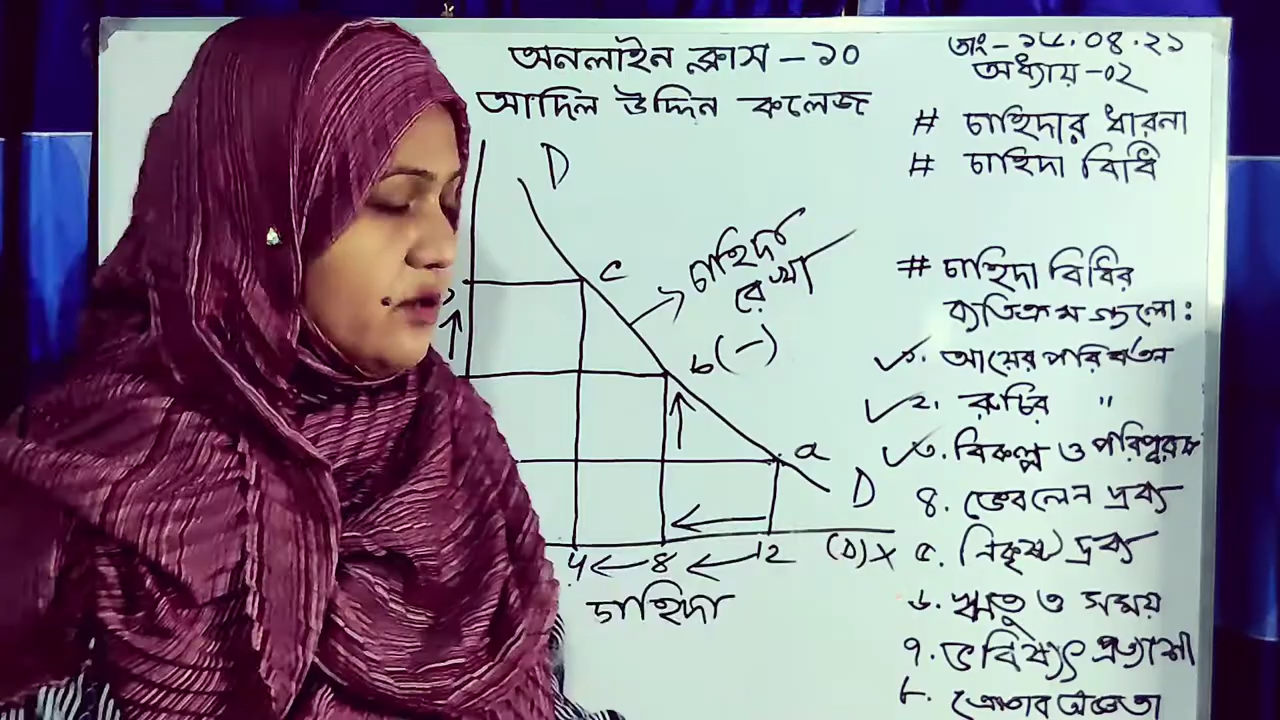 অনলাইন ক্লাস - ১০
আদিল উদ্দিন কলেজ
তাং - ১৮.০৪.২১
অধ্যায় - ০২
# চাহিদার ধারনা
# চাহিদা বিধি
# চাহিদা বিধির
ব্যতিক্রম গুলো:
১. আয়ের পরিবর্তন
২. রুচির "
৩. বিকল্প ও পরিপূরক
৪. ভেবলেন দ্রব্য
৫. নিকৃষ্ট দ্রব্য
৬. ঋতু ও সময়
৭. ভবিষ্যৎ প্রত্যাশা
৮. ক্রেতার অজ্ঞতা
D
c
চাহিদা
রেখা
(-)
b
a
D
4 ← 8 ← 12 (D) X
চাহিদা